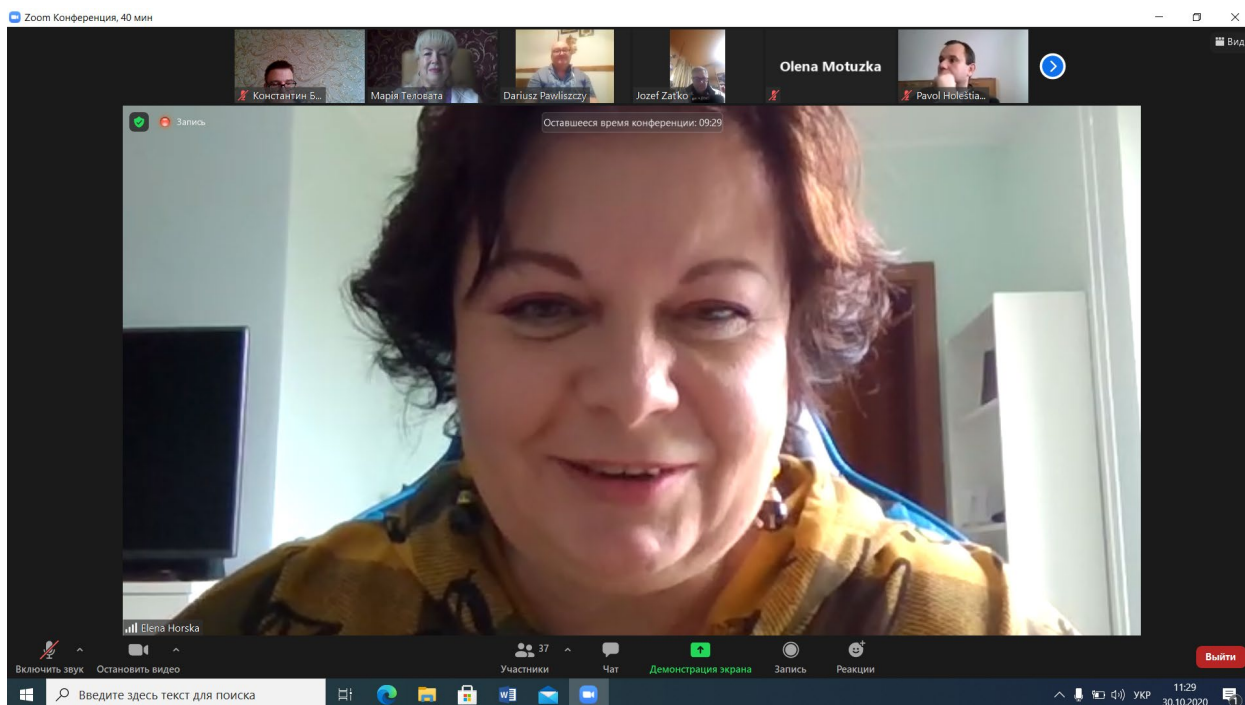 Zoom Конференция, 40 мин
Вид
Константин Б...
Марія Теловата
Dariusz Pawliszczy
Jozef Zatko
Olena Motuzka
Pavol Holeštia...
Запись
Оставшееся время конференции: 09:29
Elena Horska
Включить звук
Остановить видео
37
Участники
Чат
Демонстрация экрана
Запись
Реакции
Выйти
Введите здесь текст для поиска
УКР
11:29
30.10.2020
1